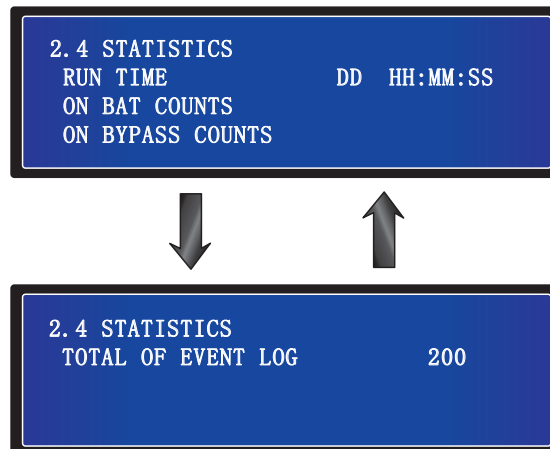 2.4 STATISTICS
RUN TIME DD HH:MM:SS
ON BAT COUNTS
ON BYPASS COUNTS
2.4 STATISTICS
TOTAL OF EVENT LOG 200